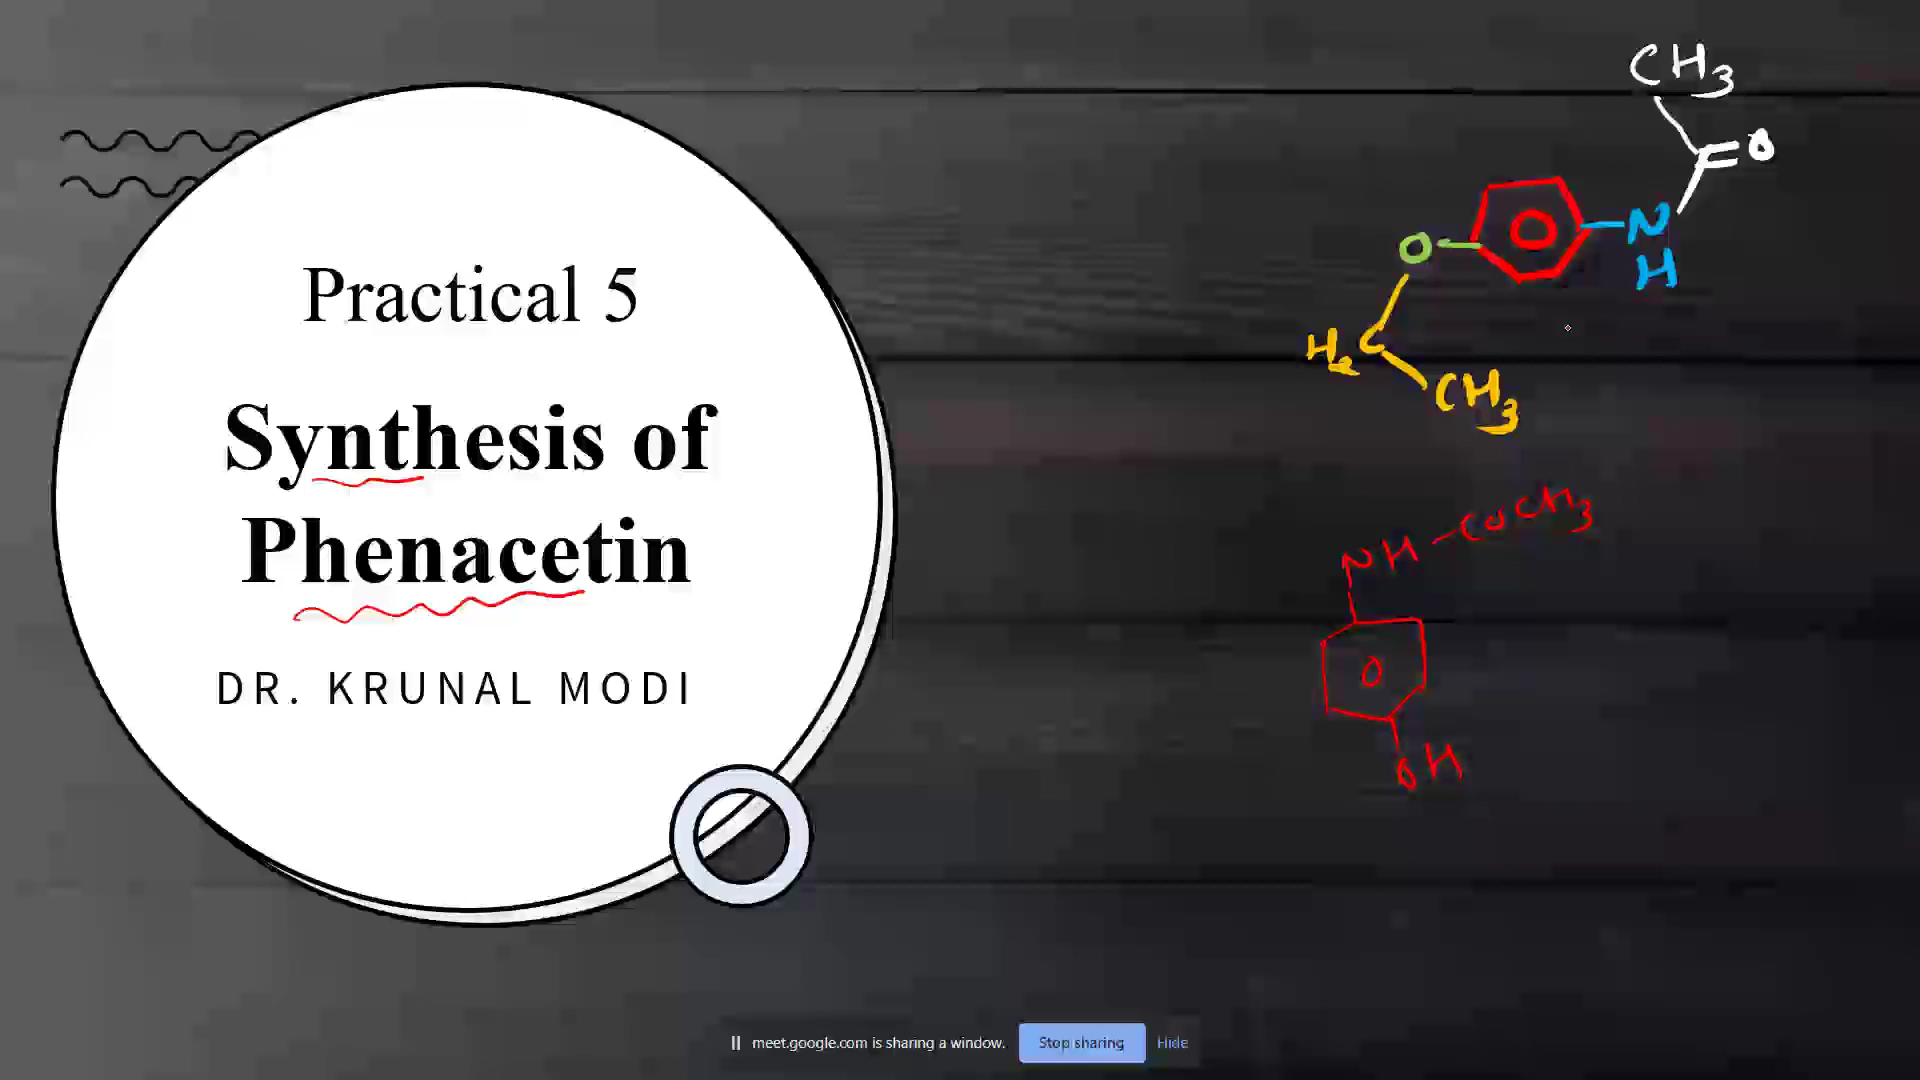 Practical 5
Synthesis of
Phenacetin
DR. KRUNAL MODI
CH3
O
N
H
O
H2C
CH3
NH-COCH3
OH
meet.google.com is sharing a window.
Stop sharing
Hide